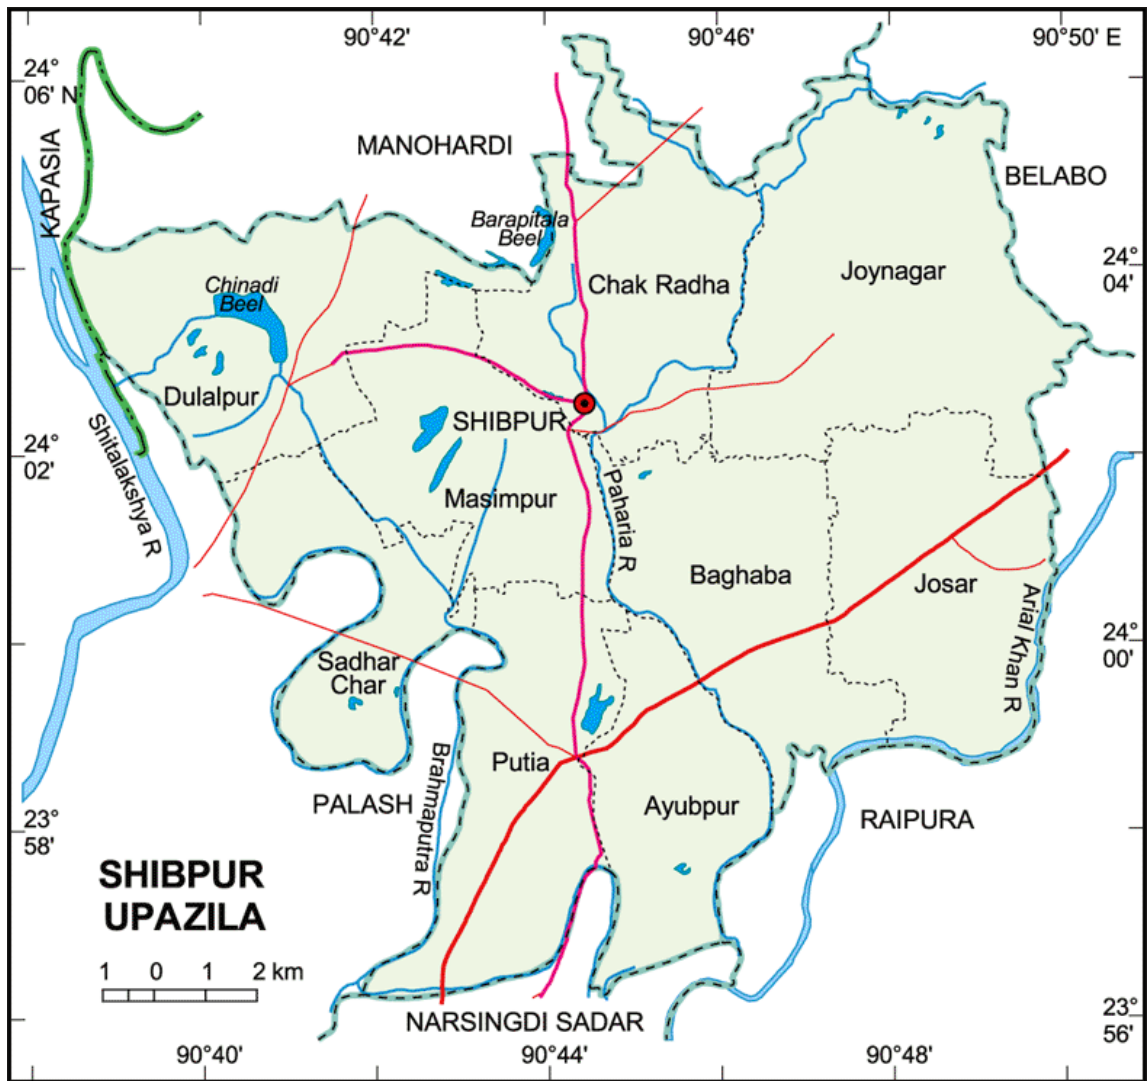 90°42'
90°46'
90°50' E
24°
06' N
KAPASIA
MANOHARDI
BELABO
Barapitala
Beel
24°
04'
Joynagar
Chak Radha
Chinadi
Beel
Dulalpur
SHIBPUR
24°
02'
Shitalakshya R
Masimpur
Paharia R
Baghaba
Josar
Arial Khan R
24°
00'
Sadhar
Char
Putia
Brahmaputra R
PALASH
Ayubpur
RAIPURA
23°
58'
SHIBPUR
UPAZILA
1 0 1 2 km
NARSINGDI SADAR
23°
56'
90°40'
90°44'
90°48'